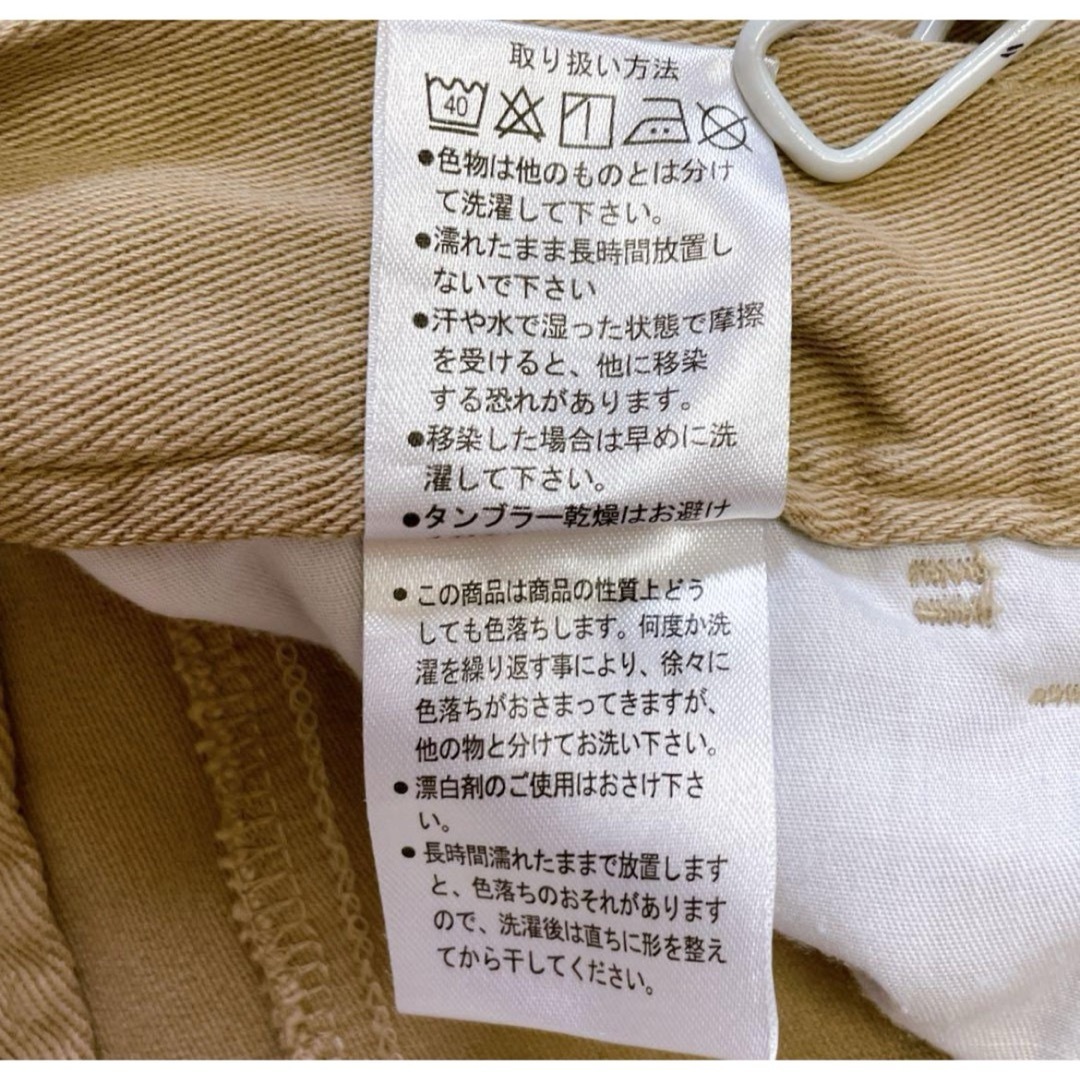 取り扱い方法
40
●色物は他のものとは分け
て洗濯して下さい。
●濡れたまま長時間放置し
ないで下さい
●汗や水で湿った状態で摩擦
を受けると、他に移染
する恐れがあります。
●移染した場合は早めに洗
濯して下さい。
●タンブラー乾燥はお避け
● この商品は商品の性質上どう
しても色落ちします。何度か洗
濯を繰り返す事により、徐々に
色落ちがおさまってきますが、
他の物と分けてお洗い下さい。
● 漂白剤のご使用はおさけ下さ
い。
● 長時間濡れたままで放置します
と、色落ちのおそれがあります
ので、洗濯後は直ちに形を整え
てから干してください。